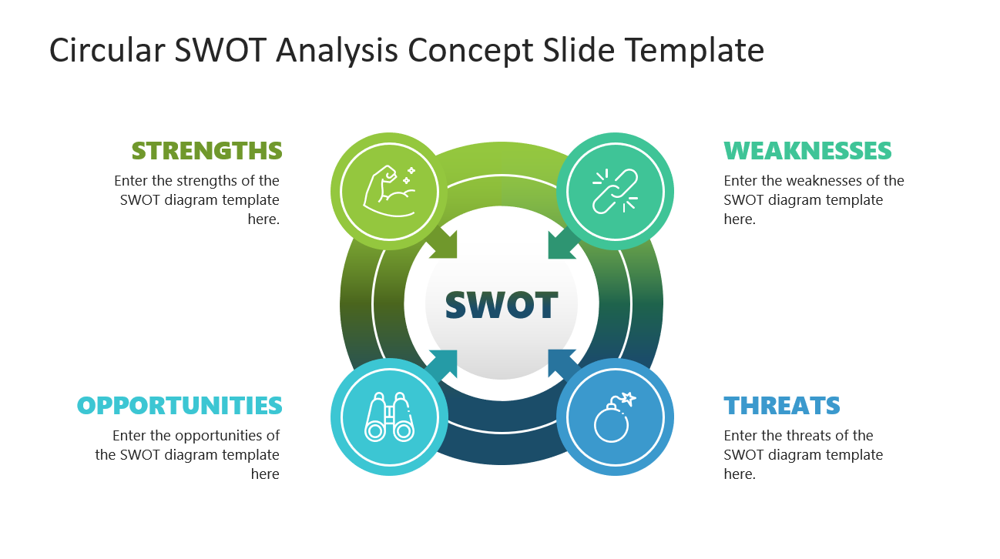 Circular SWOT Analysis Concept Slide Template
STRENGTHS
Enter the strengths of the
SWOT diagram template
here.
WEAKNESSES
Enter the weaknesses of the
SWOT diagram template
here.
SWOT
OPPORTUNITIES
Enter the opportunities of
the SWOT diagram template
here
THREATS
Enter the threats of the
SWOT diagram template
here.